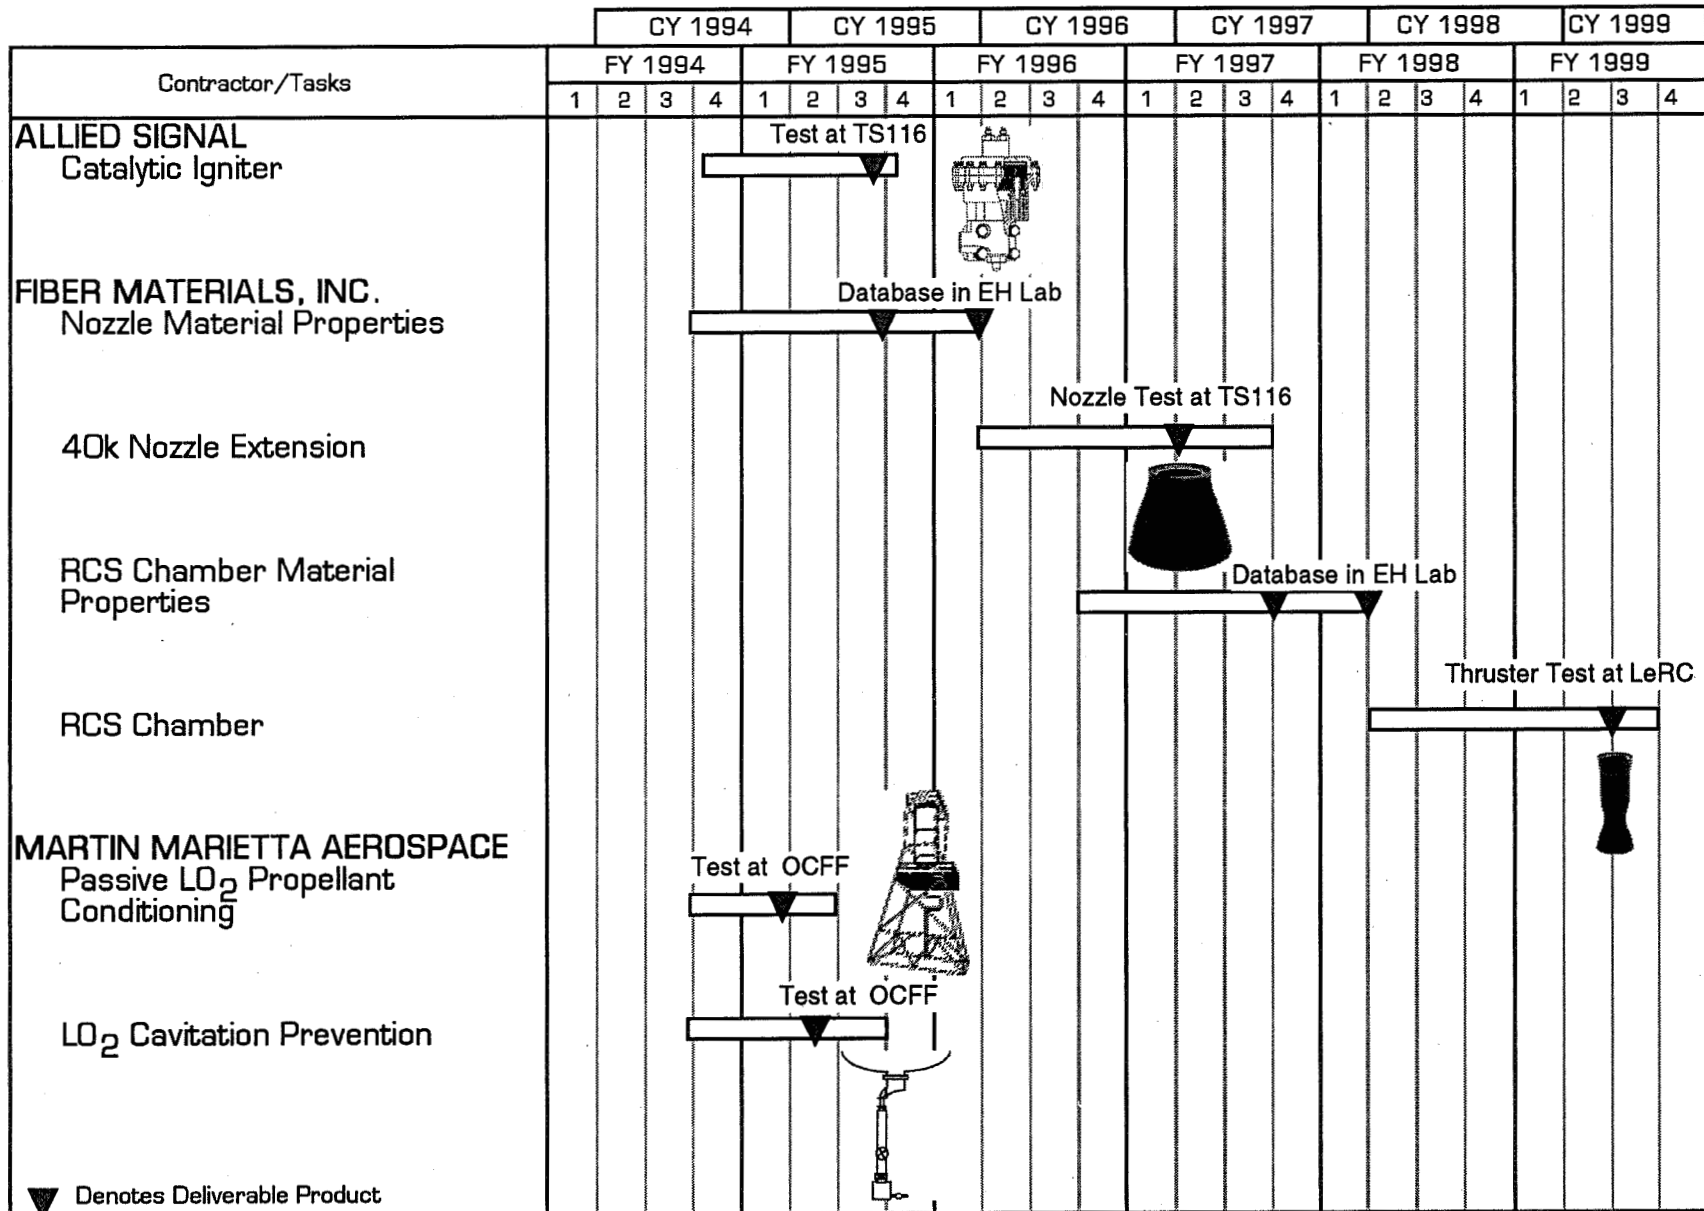 CY 1994 CY 1995 CY 1996 CY 1997 CY 1998 CY 1999
Contractor/Tasks
FY 1994 FY 1995 FY 1996 FY 1997 FY 1998 FY 1999
1 2 3 4 1 2 3 4 1 2 3 4 1 2 3 4 1 2 3 4 1 2 3 4
ALLIED SIGNAL
Catalytic Igniter
Test at TS116
FIBER MATERIALS, INC.
Nozzle Material Properties
Database in EH Lab
40k Nozzle Extension
Nozzle Test at TS116
RCS Chamber Material
Properties
Database in EH Lab
RCS Chamber
Thruster Test at LeRC
MARTIN MARIETTA AEROSPACE
Passive LO2 Propellant
Conditioning
Test at OCFF
LO2 Cavitation Prevention
Test at OCFF
Denotes Deliverable Product